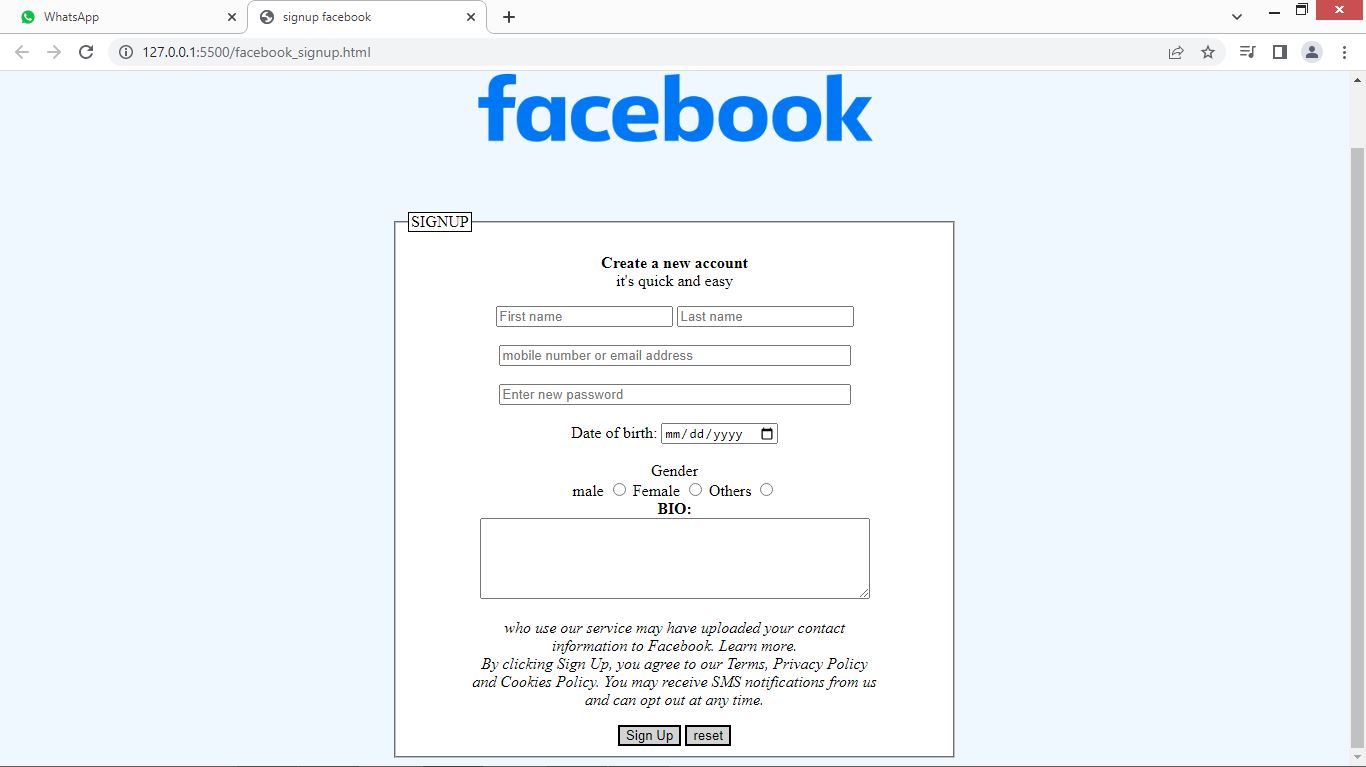 WhatsApp
signup facebook
127.0.0.1:5500/facebook_signup.html
facebook
SIGNUP
Create a new account
it's quick and easy
First name Last name
mobile number or email address
Enter new password
Date of birth: mm/dd/yyyy
Gender
male Female Others
BIO:
who use our service may have uploaded your contact
information to Facebook. Learn more.
By clicking Sign Up, you agree to our Terms, Privacy Policy
and Cookies Policy. You may receive SMS notifications from us
and can opt out at any time.
Sign Up reset